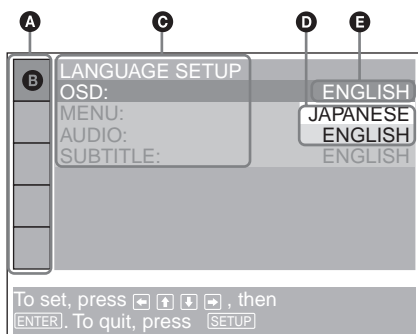 A C D E
B
LANGUAGE SETUP
OSD: ENGLISH
MENU: JAPANESE
AUDIO: ENGLISH
SUBTITLE: ENGLISH
To set, press ← ↑ ↓ → , then
ENTER. To quit, press SETUP